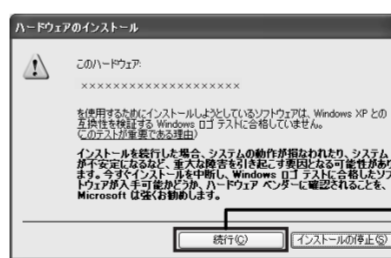 ハードウェアのインストール
このハードウェア:
××××××××××××××××××××
を使用するためにインストールしようとしているソフトウェアは、Windows XP との
互換性を検証する Windows ロゴ テストに合格していません。
(このテストが重要である理由)
インストールを続行した場合、システムの動作が損なわれたり、システム
が不安定になるなど、重大な障害を引き起こす要因となる可能性があり
ます。今すぐインストールを中断し、Windows ロゴ テストに合格したソフ
トウェアが入手可能かどうか、ハードウェア ベンダーに確認されることを、
Microsoft は強くお勧めします。
続行(C)
インストールの停止(S)